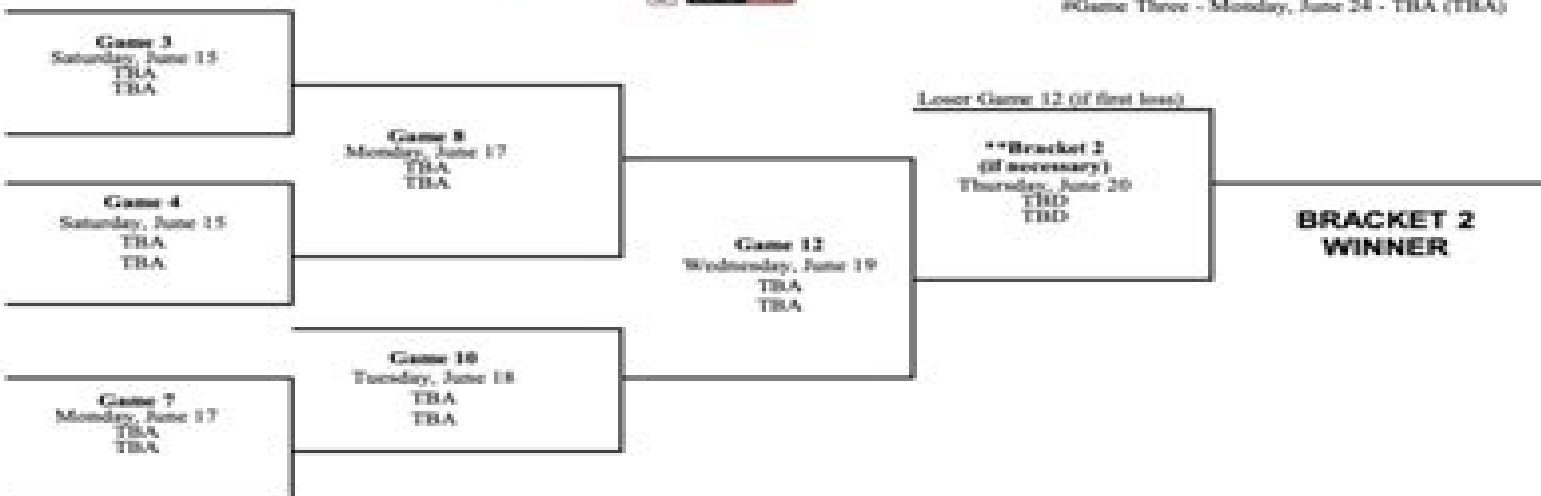 #Game Three - Monday, June 24 - TBA (TBA)
Game 3
Saturday, June 15
TBA
TBA
Game 4
Saturday, June 15
TBA
TBA
Game 7
Monday, June 17
TBA
TBA
Game 8
Monday, June 17
TBA
TBA
Game 10
Tuesday, June 18
TBA
TBA
Game 12
Wednesday, June 19
TBA
TBA
Loser Game 12 (if first loss)
**Bracket 2
(if necessary)
Thursday, June 20
TBD
TBD
BRACKET 2
WINNER